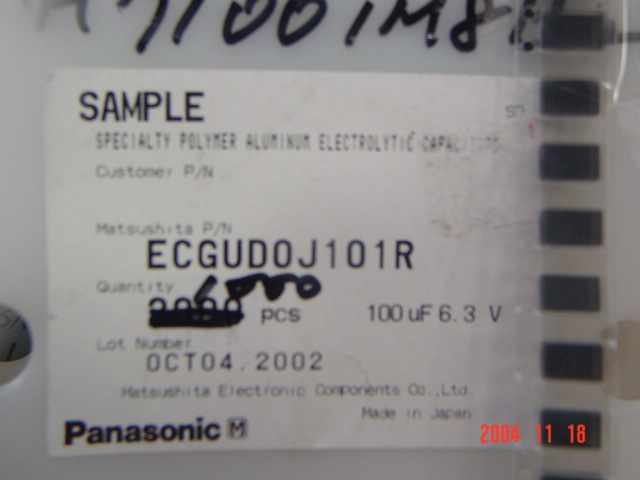 SAMPLE
SPECIALTY POLYMER ALUMINUM ELECTROLYTIC CAPACITORS
Customer P/N
Matsushita P/N
ECGUD0J101R
Quantity
PCS 100uF 6.3 V
Lot Number
OCT04.2002
Matsushita Electronic Components Co.,Ltd.
Made in Japan
Panasonic M
2004 11 18